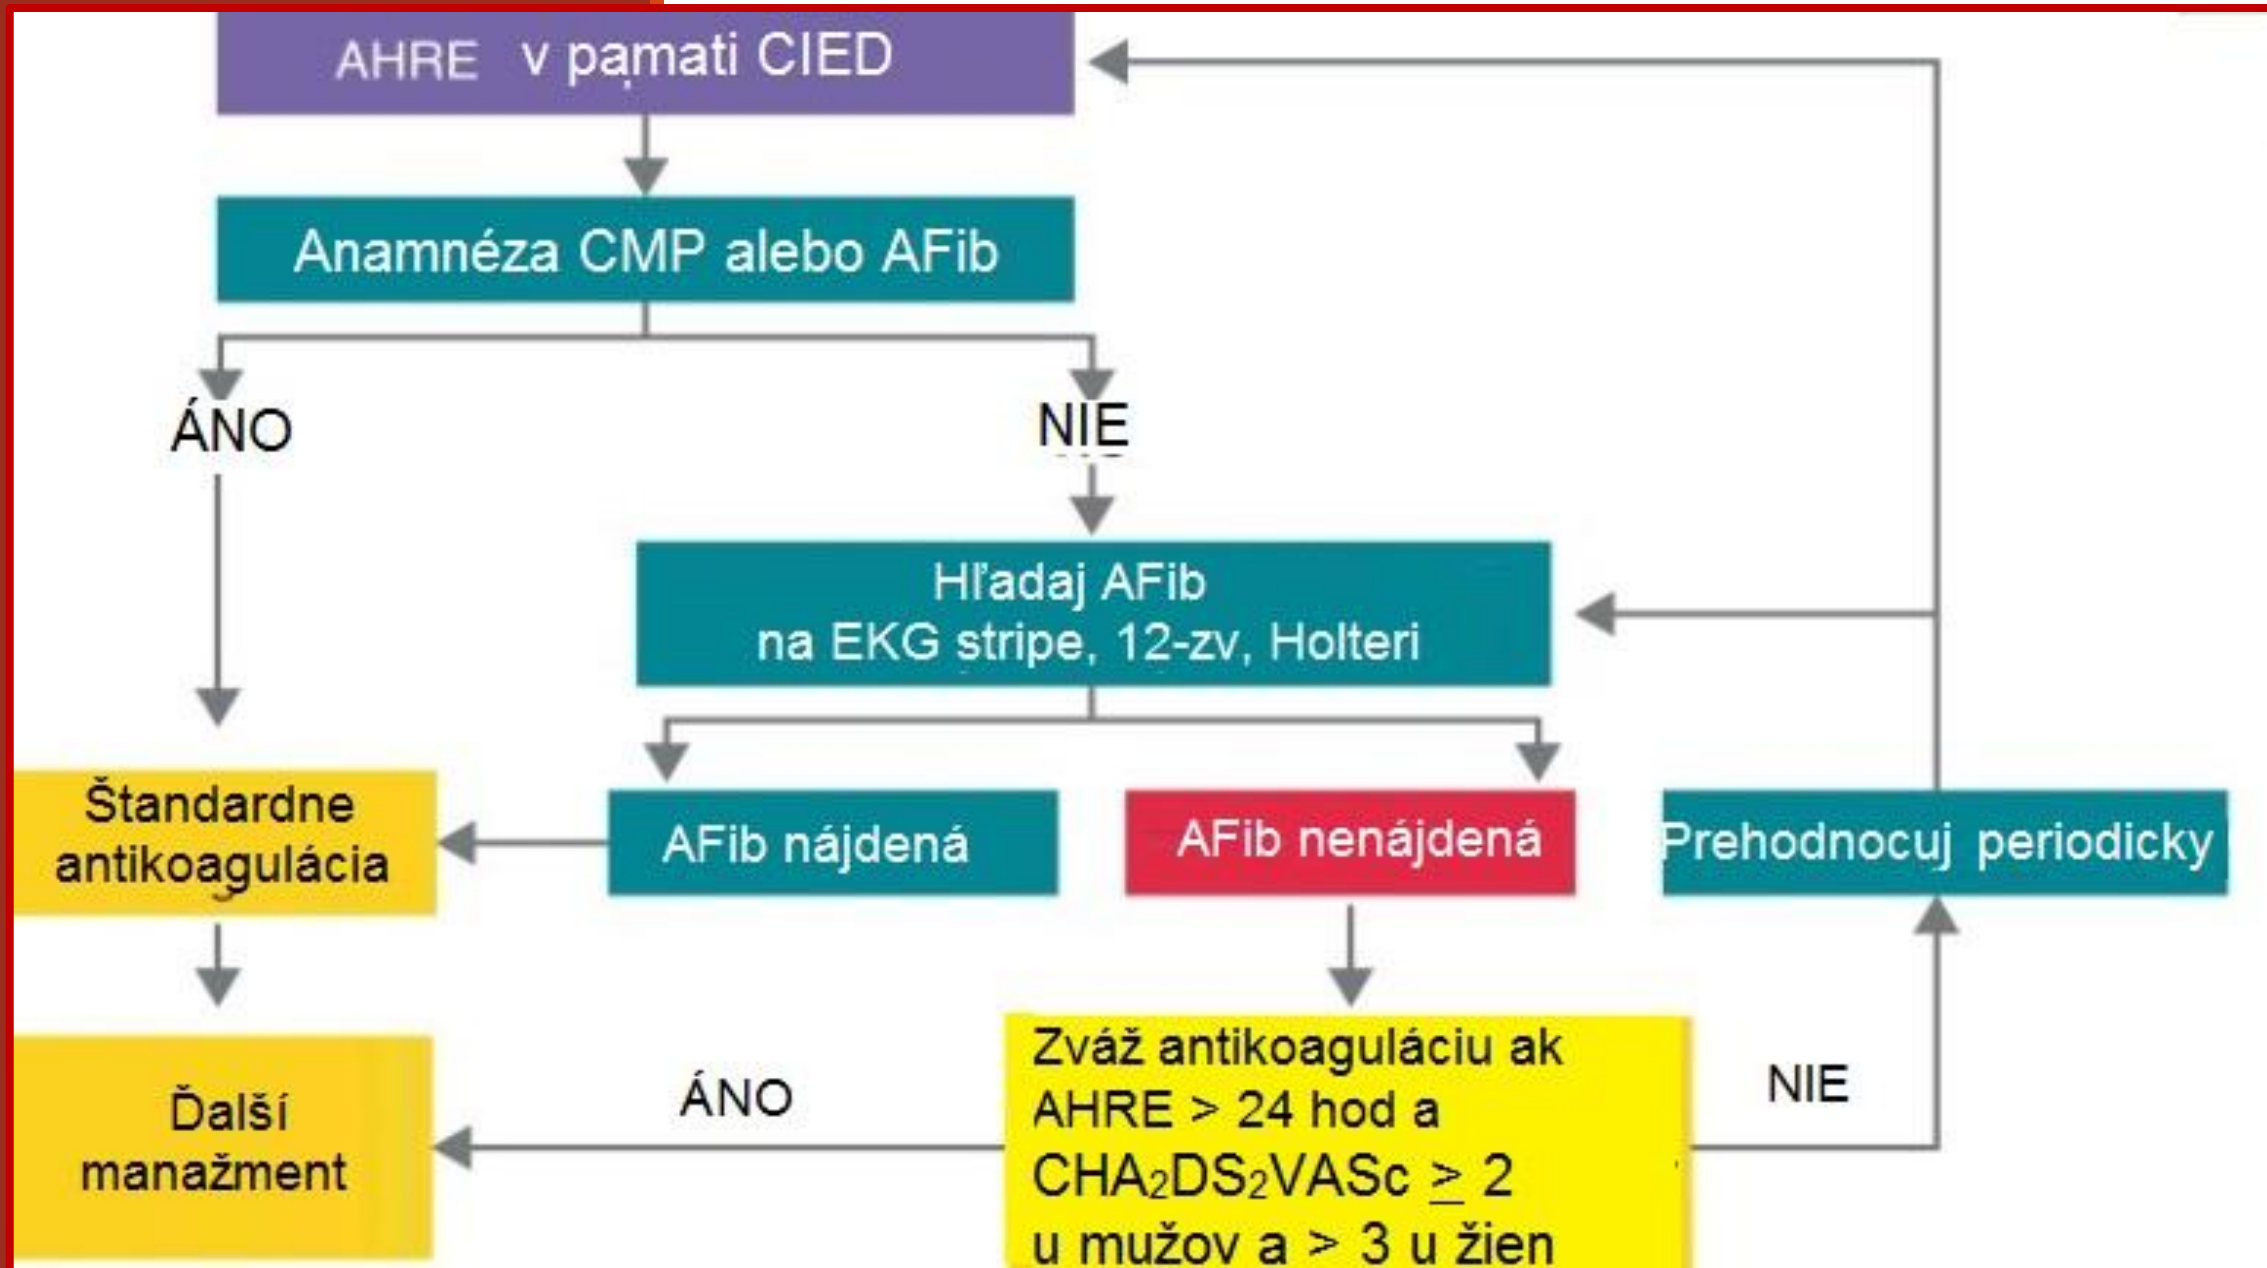 AHRE v pamati CIED
Anamnéza CMP alebo AFib
ÁNO
NIE
Hľadaj AFib
na EKG stripe, 12-zv, Holteri
Štandardne
antikoagulácia
AFib nájdená
AFib nenájdená
Prehodnocuj periodicky
Ďalší
manažment
ÁNO
Zváž antikoaguláciu ak
AHRE > 24 hod a
CHA₂DS₂VASc ≥ 2
u mužov a > 3 u žien
NIE